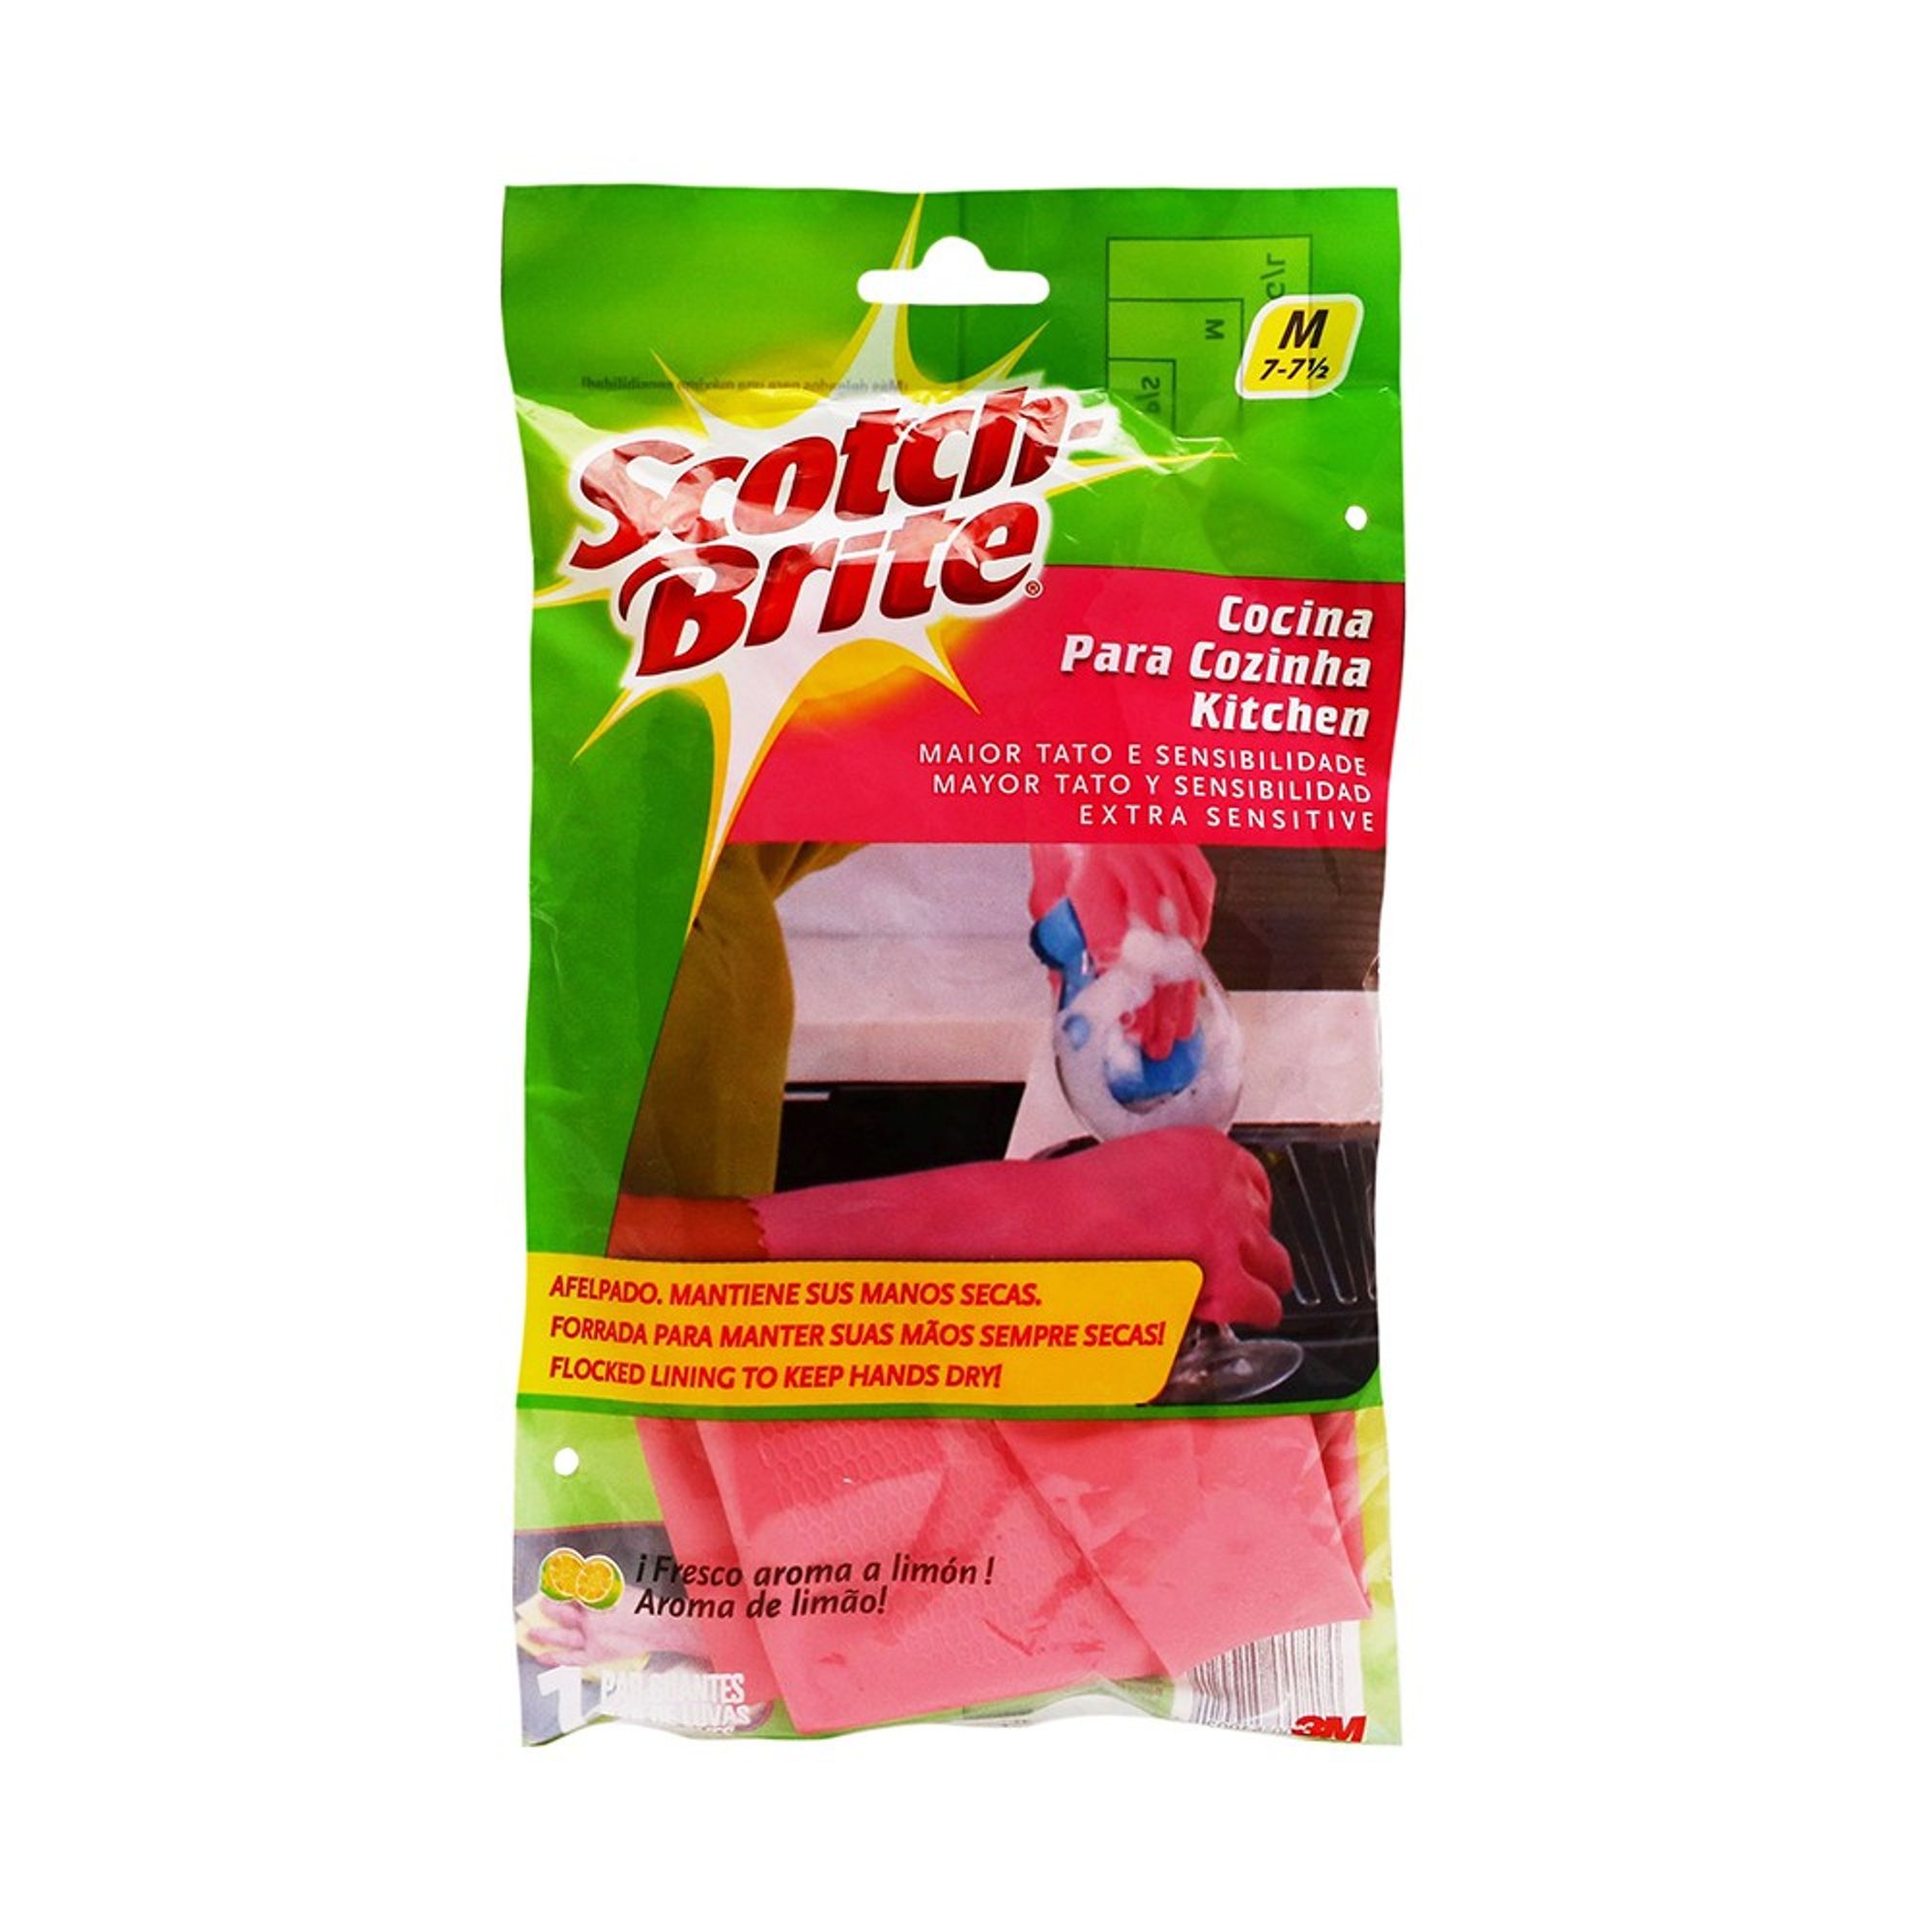 M
7-7½
Scotch-
Brite®
Cocina
Para Cozinha
Kitchen
MAIOR TATO E SENSIBILIDADE
MAYOR TATO Y SENSIBILIDAD
EXTRA SENSITIVE
AFELPADO. MANTIENE SUS MANOS SECAS.
FORRADA PARA MANTER SUAS MÃOS SEMPRE SECAS!
FLOCKED LINING TO KEEP HANDS DRY!
¡Fresco aroma a limón!
Aroma de limão!
1
3M